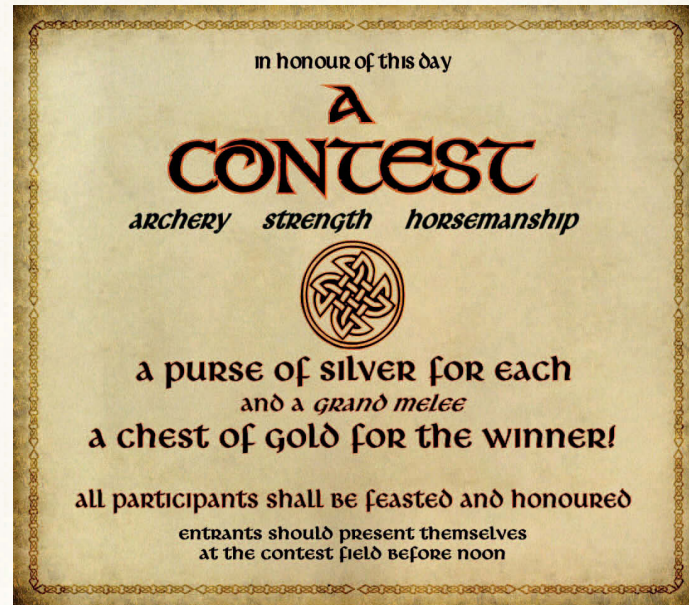 in honour of this day
A
CONTEST
archery strength horsemanship
a purse of silver for each
and a grand melee
a chest of gold for the winner!
all participants shall be feasted and honoured
entrants should present themselves
at the contest field before noon